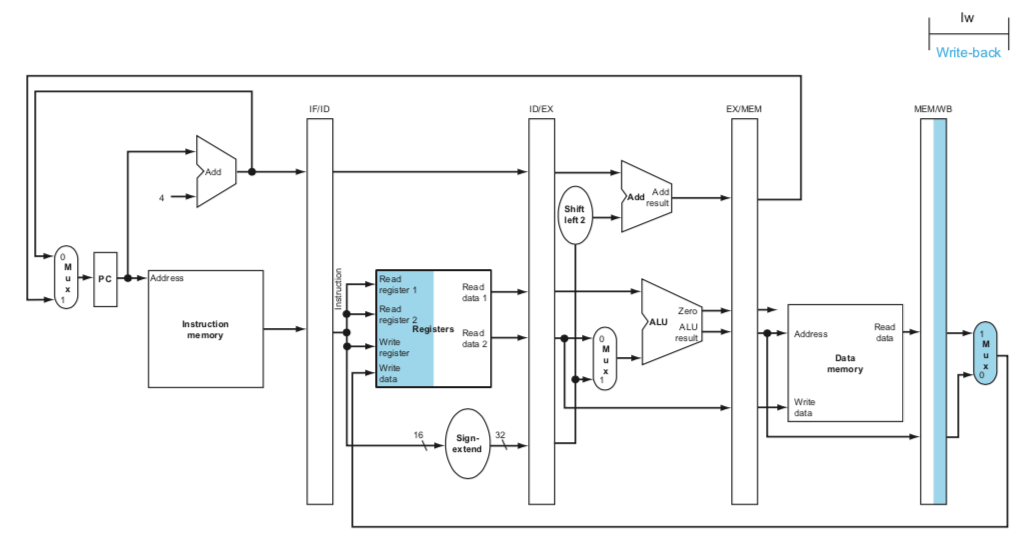 lw
Write-back
IF/ID
ID/EX
EX/MEM
MEM/WB
Add
4
Shift
left 2
Add
Add
result
0
M
u
x
1
PC
Address
Instruction
memory
Instruction
Read
register 1
Read
register 2
Registers
Write
register
Write
data
Read
data 1
Read
data 2
16
Sign-
extend
32
0
M
u
x
1
Zero
ALU
ALU
result
Address
Read
data
Data
memory
Write
data
1
M
u
x
0